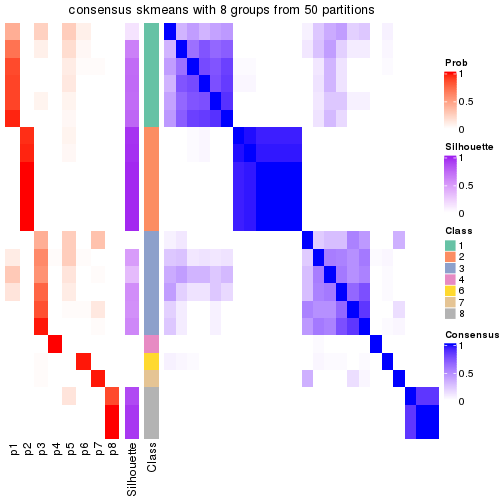 consensus skmeans with 8 groups from 50 partitions
Prob
1
0.5
0
Silhouette
1
0.5
0
Class
1
2
3
4
6
7
8
Consensus
1
0.5
0
p1
p2
p3
p4
p5
p6
p7
p8
Silhouette
Class